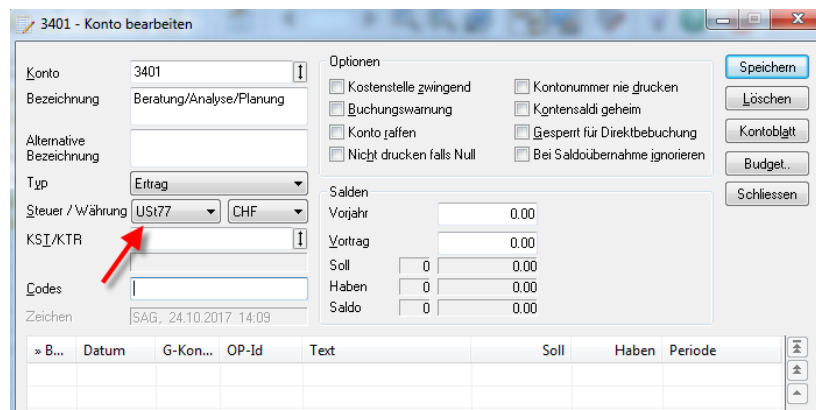 3401 - Konto bearbeiten
Konto 3401
Bezeichnung Beratung/Analyse/Planung
Alternative
Bezeichnung
Typ Ertrag
Steuer / Währung USt77 CHF
KST/KTR
Codes
Zeichen SAG, 24.10.2017 14:09
Optionen
Kostenstelle zwingend Kontonummer nie drucken
Buchungswarnung Kontensaldi geheim
Konto raffen Gesperrt für Direktbebuchung
Nicht drucken falls Null Bei Saldoübernahme ignorieren
Salden
Vorjahr 0.00
Vortrag 0.00
Soll 0 0.00
Haben 0 0.00
Saldo 0 0.00
Speichern
Löschen
Kontoblatt
Budget..
Schliessen
» B... Datum G-Kon... OP-Id Text Soll Haben Periode